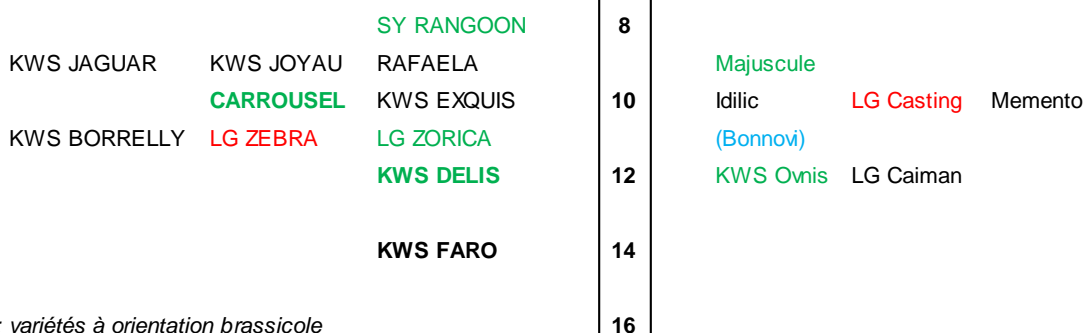 SY RANGOON 8
KWS JAGUAR KWS JOYAU RAFAELA Majuscule
CARROUSEL KWS EXQUIS 10 Idilic LG Casting Memento
KWS BORRELLY LG ZEBRA LG ZORICA (Bonnovi)
KWS DELIS 12 KWS Ovnis LG Caiman
KWS FARO 14
: variétés à orientation brassicole 16